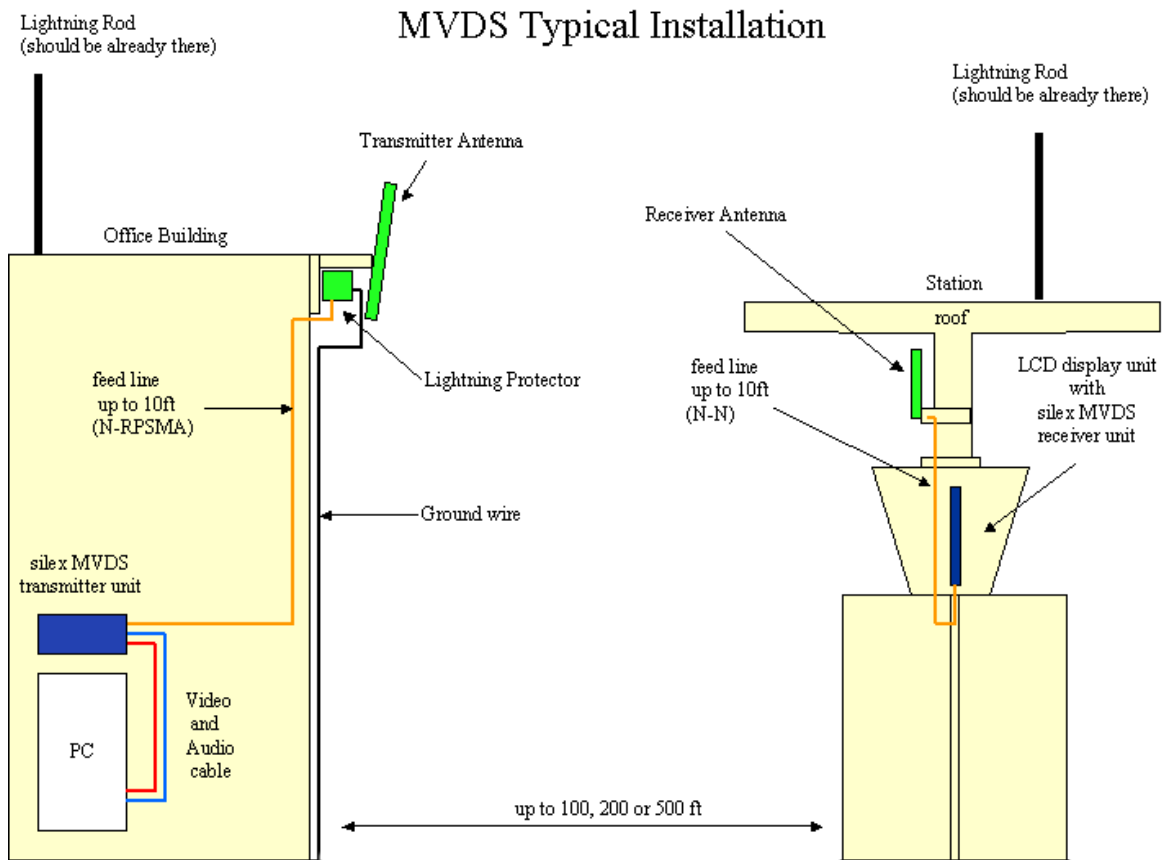 MVDS Typical Installation
Lightning Rod
(should be already there)
Lightning Rod
(should be already there)
Transmitter Antenna
Receiver Antenna
Office Building
Station
roof
Lightning Protector
feed line
up to 10ft
(N-RPSMA)
feed line
up to 10ft
(N-N)
LCD display unit
with
silex MVDS
receiver unit
Ground wire
silex MVDS
transmitter unit
Video
and
Audio
cable
PC
up to 100, 200 or 500 ft